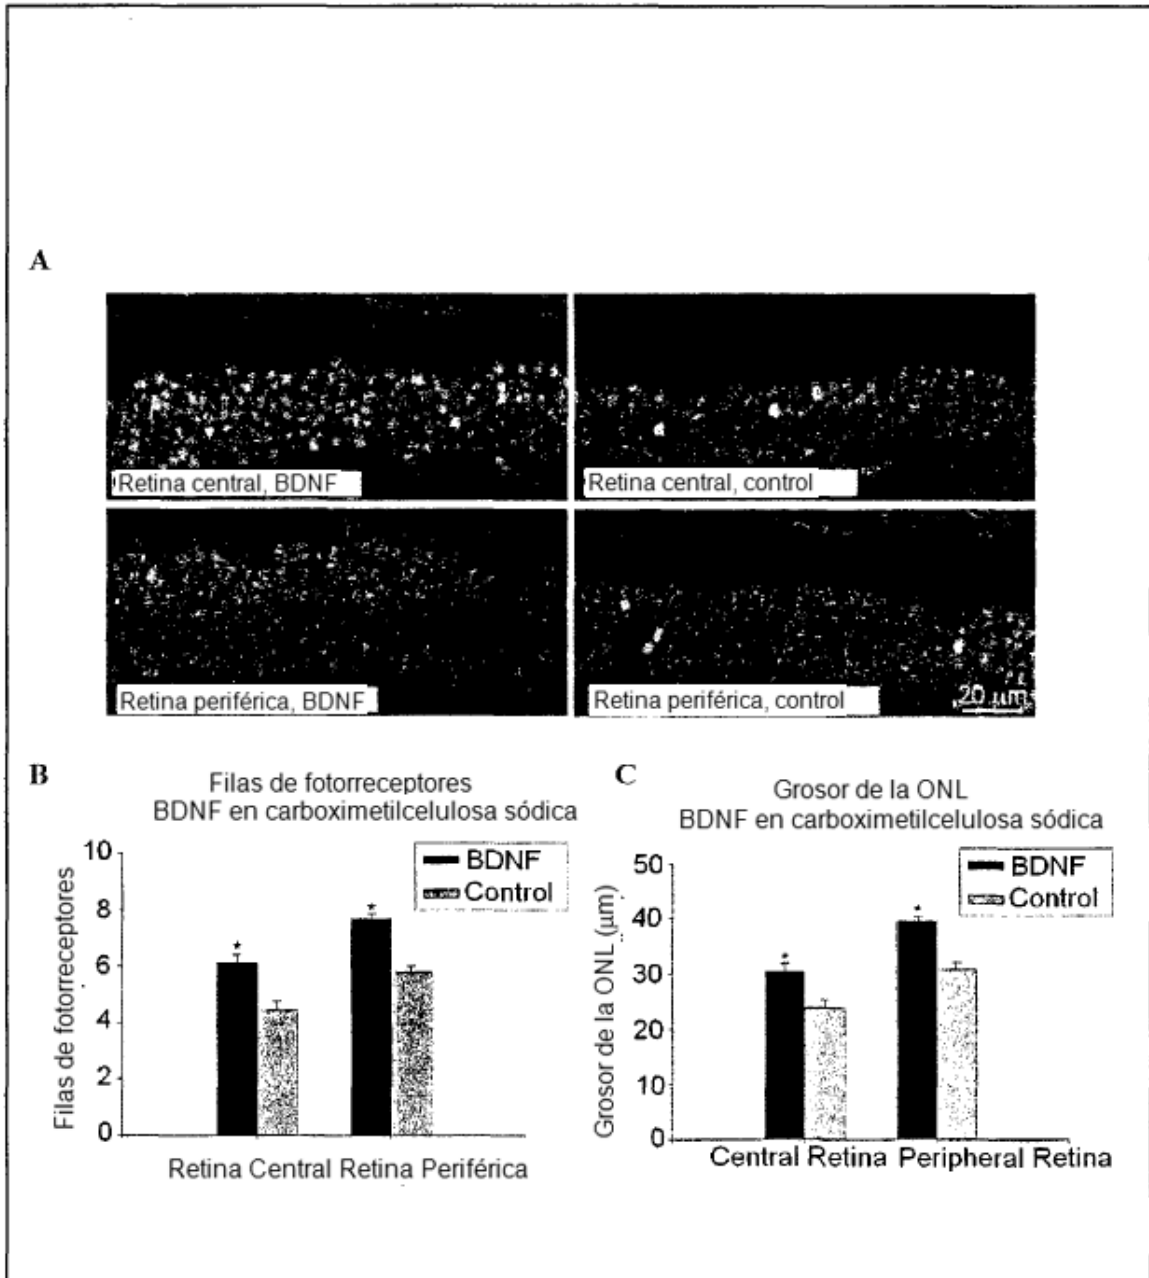 A
Retina central, BDNF
Retina central, control
Retina periférica, BDNF
Retina periférica, control
20 μm
B
Filas de fotorreceptores
BDNF en carboximetilcelulosa sódica
10
8
6
4
2
0
Filas de fotorreceptores
BDNF
Control
*
*
Retina Central Retina Periférica
C
Grosor de la ONL
BDNF en carboximetilcelulosa sódica
50
40
30
20
10
0
Grosor de la ONL (μm)
BDNF
Control
*
*
Central Retina Peripheral Retina